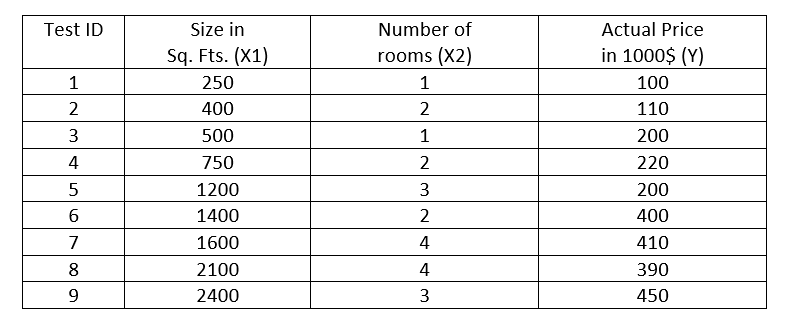 Test ID Size in Number of Actual Price
Sq. Fts. (X1) rooms (X2) in 1000$ (Y)
1 250 1 100
2 400 2 110
3 500 1 200
4 750 2 220
5 1200 3 200
6 1400 2 400
7 1600 4 410
8 2100 4 390
9 2400 3 450